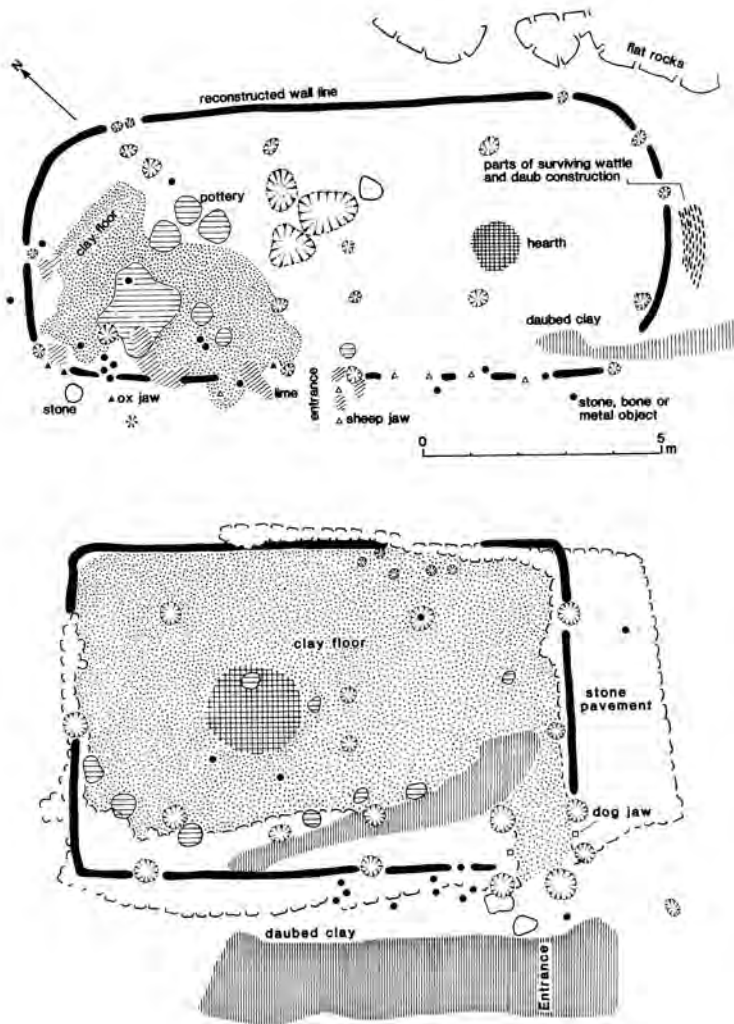 flat rocks
N
reconstructed wall line
parts of surviving wattle
and daub construction
pottery
clay floor
hearth
daubed clay
entrance
lime
stone
ox jaw
sheep jaw
stone, bone or
metal object
0
5
m
clay floor
stone
pavement
dog jaw
daubed clay
Entrance